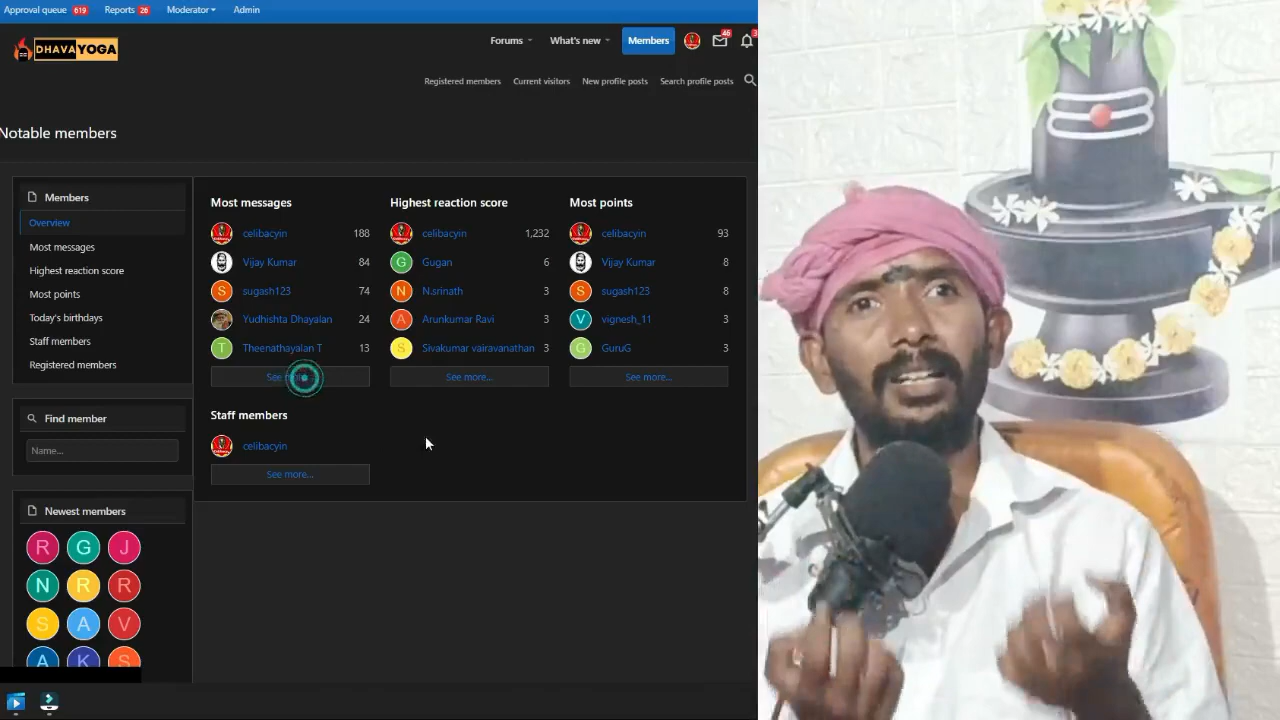 Approval queue 619 Reports 26 Moderator Admin
DHAVAYOGA
Forums What's new Members 46 3
Registered members Current visitors New profile posts Search profile posts
Notable members
Members
Overview
Most messages
Highest reaction score
Most points
Today's birthdays
Staff members
Registered members
Find member
Name...
Newest members
R G J
N R R
S A V
A K S
Most messages
celibacyin 188
Vijay Kumar 84
S sugash123 74
Yudhishta Dhayalan 24
T Theenathayalan T 13
Highest reaction score
celibacyin 1,232
G Gugan 6
N N.srinath 3
A Arunkumar Ravi 3
S Sivakumar vairavanathan 3
See more...
Most points
celibacyin 93
Vijay Kumar 8
S sugash123 8
V vignesh_11 3
G GuruG 3
See more...
Staff members
celibacyin
See more...